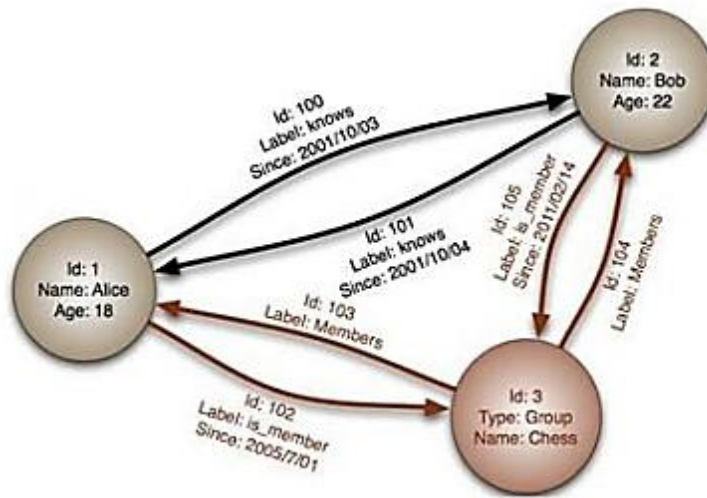 Id: 2
Name: Bob
Age: 22
Id: 100
Label: knows
Since: 2001/10/03
Id: 101
Label: knows
Since: 2001/10/04
Id: 105
Label: is_member
Since: 2011/02/14
Id: 104
Label: Members
Id: 1
Name: Alice
Age: 18
Id: 103
Label: Members
Id: 102
Label: is_member
Since: 2005/7/01
Id: 3
Type: Group
Name: Chess